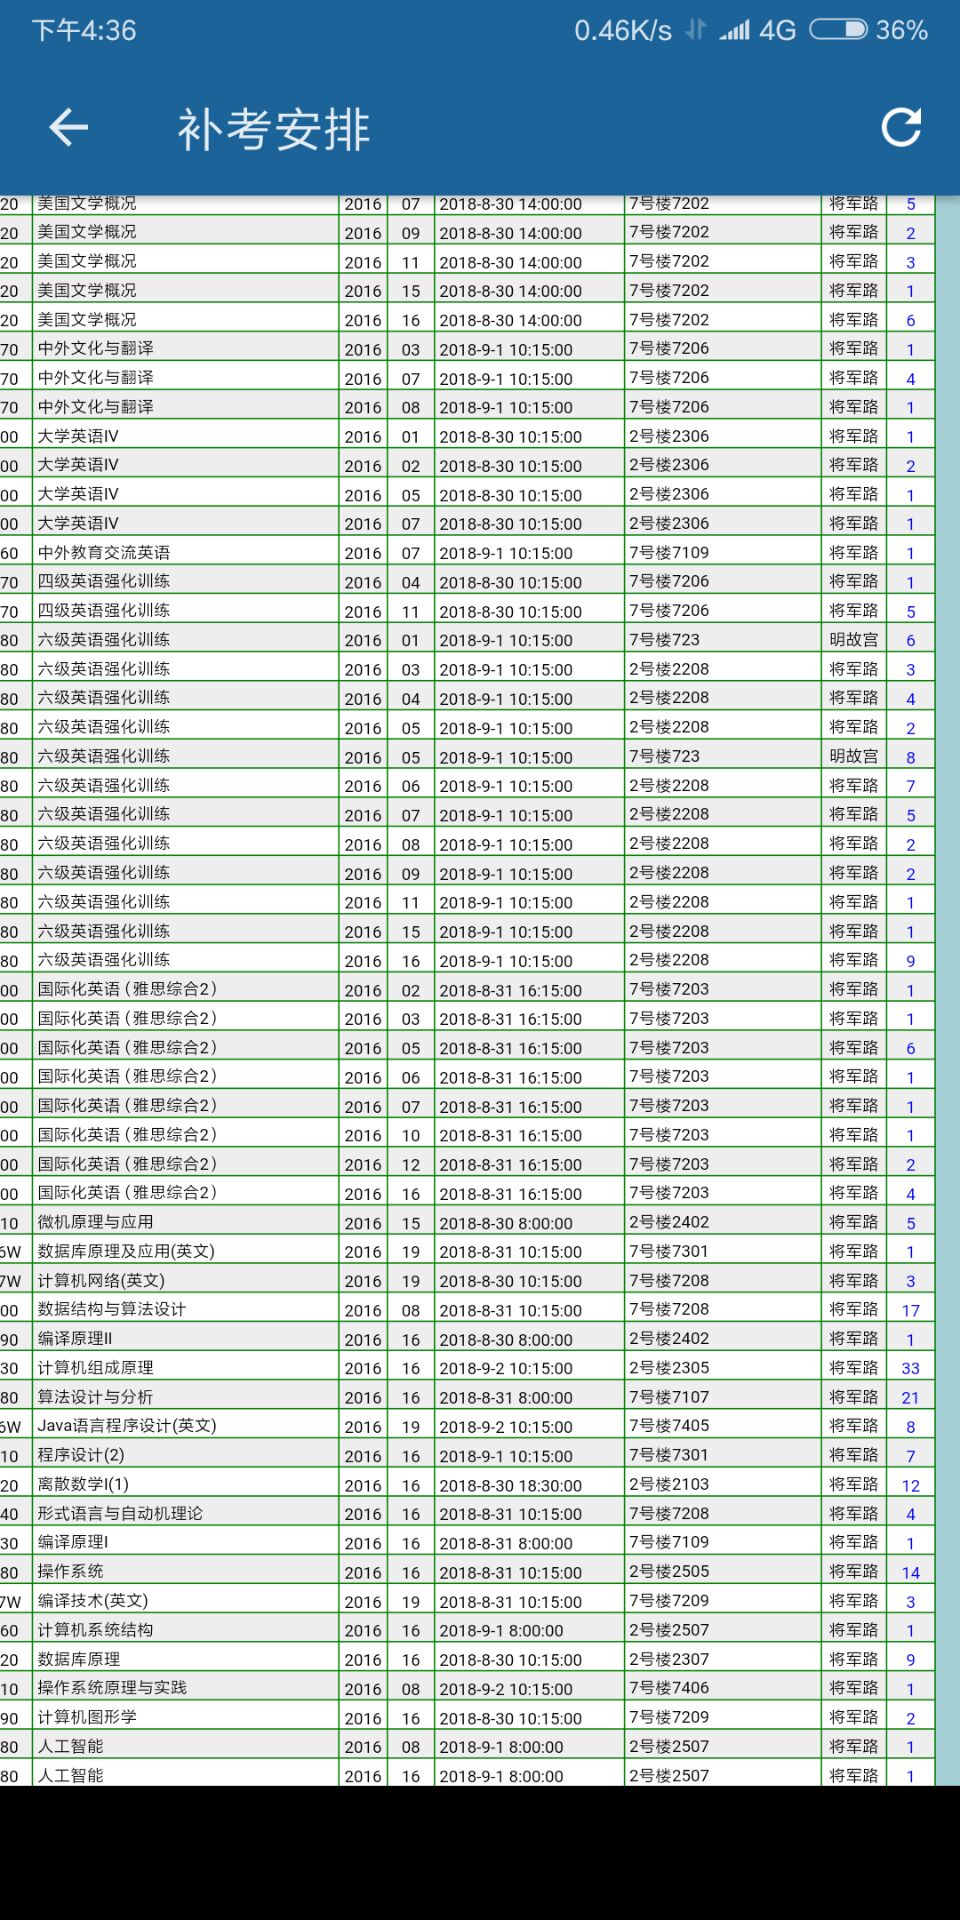 下午4:36 0.46K/s 4G 36%
补考安排
20 美国文学概况 2016 07 2018-8-30 14:00:00 7号楼7202 将军路 5
20 美国文学概况 2016 09 2018-8-30 14:00:00 7号楼7202 将军路 2
20 美国文学概况 2016 11 2018-8-30 14:00:00 7号楼7202 将军路 3
20 美国文学概况 2016 15 2018-8-30 14:00:00 7号楼7202 将军路 1
20 美国文学概况 2016 16 2018-8-30 14:00:00 7号楼7202 将军路 6
70 中外文化与翻译 2016 03 2018-9-1 10:15:00 7号楼7206 将军路 1
70 中外文化与翻译 2016 07 2018-9-1 10:15:00 7号楼7206 将军路 4
70 中外文化与翻译 2016 08 2018-9-1 10:15:00 7号楼7206 将军路 1
00 大学英语IV 2016 01 2018-8-30 10:15:00 2号楼2306 将军路 1
00 大学英语IV 2016 02 2018-8-30 10:15:00 2号楼2306 将军路 2
00 大学英语IV 2016 05 2018-8-30 10:15:00 2号楼2306 将军路 1
00 大学英语IV 2016 07 2018-8-30 10:15:00 2号楼2306 将军路 1
60 中外教育交流英语 2016 07 2018-9-1 10:15:00 7号楼7109 将军路 1
70 四级英语强化训练 2016 04 2018-8-30 10:15:00 7号楼7206 将军路 1
70 四级英语强化训练 2016 11 2018-8-30 10:15:00 7号楼7206 将军路 5
80 六级英语强化训练 2016 01 2018-9-1 10:15:00 7号楼723 明故宫 6
80 六级英语强化训练 2016 03 2018-9-1 10:15:00 2号楼2208 将军路 3
80 六级英语强化训练 2016 04 2018-9-1 10:15:00 2号楼2208 将军路 4
80 六级英语强化训练 2016 05 2018-9-1 10:15:00 2号楼2208 将军路 2
80 六级英语强化训练 2016 05 2018-9-1 10:15:00 7号楼723 明故宫 8
80 六级英语强化训练 2016 06 2018-9-1 10:15:00 2号楼2208 将军路 7
80 六级英语强化训练 2016 07 2018-9-1 10:15:00 2号楼2208 将军路 5
80 六级英语强化训练 2016 08 2018-9-1 10:15:00 2号楼2208 将军路 2
80 六级英语强化训练 2016 09 2018-9-1 10:15:00 2号楼2208 将军路 2
80 六级英语强化训练 2016 11 2018-9-1 10:15:00 2号楼2208 将军路 1
80 六级英语强化训练 2016 15 2018-9-1 10:15:00 2号楼2208 将军路 1
80 六级英语强化训练 2016 16 2018-9-1 10:15:00 2号楼2208 将军路 9
00 国际化英语（雅思综合2） 2016 02 2018-8-31 16:15:00 7号楼7203 将军路 1
00 国际化英语（雅思综合2） 2016 03 2018-8-31 16:15:00 7号楼7203 将军路 1
00 国际化英语（雅思综合2） 2016 05 2018-8-31 16:15:00 7号楼7203 将军路 6
00 国际化英语（雅思综合2） 2016 06 2018-8-31 16:15:00 7号楼7203 将军路 1
00 国际化英语（雅思综合2） 2016 07 2018-8-31 16:15:00 7号楼7203 将军路 1
00 国际化英语（雅思综合2） 2016 10 2018-8-31 16:15:00 7号楼7203 将军路 1
00 国际化英语（雅思综合2） 2016 12 2018-8-31 16:15:00 7号楼7203 将军路 2
00 国际化英语（雅思综合2） 2016 16 2018-8-31 16:15:00 7号楼7203 将军路 4
10 微机原理与应用 2016 15 2018-8-30 8:00:00 2号楼2402 将军路 5
6W 数据库原理及应用(英文) 2016 19 2018-8-31 10:15:00 7号楼7301 将军路 1
7W 计算机网络(英文) 2016 19 2018-8-30 10:15:00 7号楼7208 将军路 3
00 数据结构与算法设计 2016 08 2018-8-31 10:15:00 7号楼7208 将军路 17
90 编译原理II 2016 16 2018-8-30 8:00:00 2号楼2402 将军路 1
30 计算机组成原理 2016 16 2018-9-2 10:15:00 2号楼2305 将军路 33
80 算法设计与分析 2016 16 2018-8-31 8:00:00 7号楼7107 将军路 21
6W Java语言程序设计(英文) 2016 19 2018-9-2 10:15:00 7号楼7405 将军路 8
10 程序设计(2) 2016 16 2018-9-1 10:15:00 7号楼7301 将军路 7
20 离散数学I(1) 2016 16 2018-8-30 18:30:00 2号楼2103 将军路 12
40 形式语言与自动机理论 2016 16 2018-8-31 10:15:00 7号楼7208 将军路 4
30 编译原理I 2016 16 2018-8-31 8:00:00 7号楼7109 将军路 1
80 操作系统 2016 16 2018-8-31 10:15:00 2号楼2505 将军路 14
7W 编译技术(英文) 2016 19 2018-8-31 10:15:00 7号楼7209 将军路 3
60 计算机系统结构 2016 16 2018-9-1 8:00:00 2号楼2507 将军路 1
20 数据库原理 2016 16 2018-8-30 10:15:00 2号楼2307 将军路 9
10 操作系统原理与实践 2016 08 2018-9-2 10:15:00 7号楼7406 将军路 1
90 计算机图形学 2016 16 2018-8-30 10:15:00 7号楼7209 将军路 2
80 人工智能 2016 08 2018-9-1 8:00:00 2号楼2507 将军路 1
80 人工智能 2016 16 2018-9-1 8:00:00 2号楼2507 将军路 1